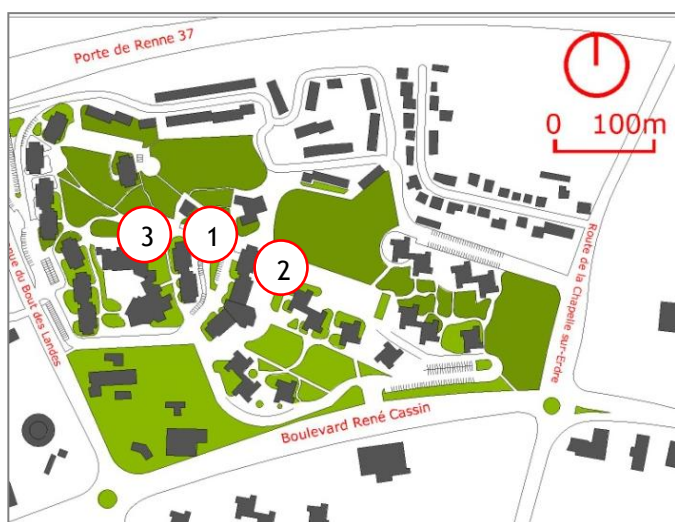 Porte de Renne 37
0 100m
3
1
2
Route de la Chapelle sur-Erdre
nue du Bout des Landes
Boulevard René Cassin